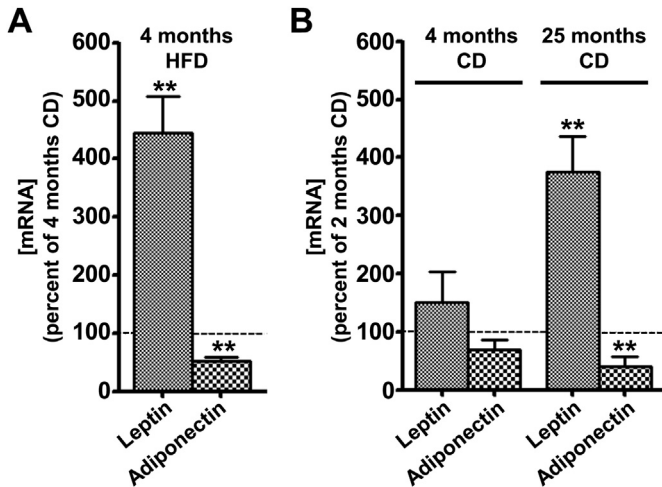 A
4 months
HFD
[mRNA]
(percent of 4 months CD)
600
500
400
300
200
100
0
**
**
Leptin
Adiponectin
B
4 months
CD
25 months
CD
[mRNA]
(percent of 2 months CD)
600
500
400
300
200
100
0
**
**
Leptin
Adiponectin
Leptin
Adiponectin